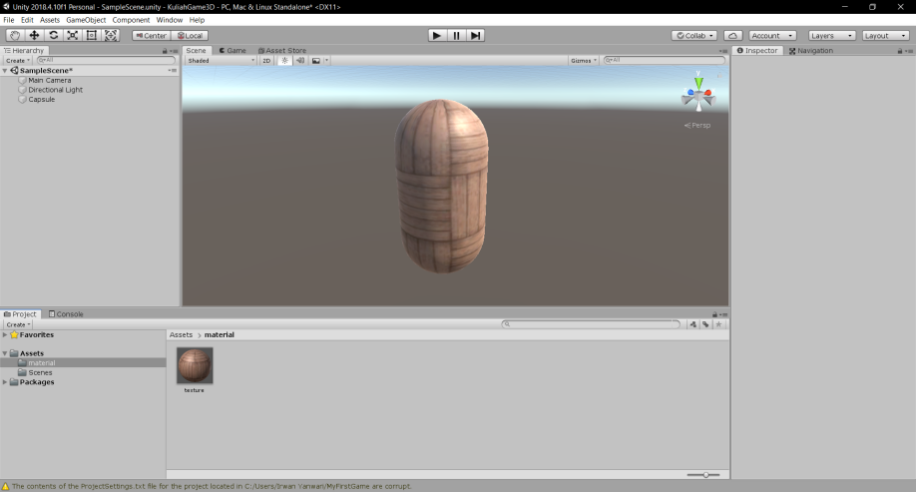 Unity 2018.4.10f1 Personal - SampleScene.unity - KuliahGame3D - PC, Mac & Linux Standalone* <DX11>
File Edit Assets GameObject Component Window Help
Center Local Collab Account Layers Layout
Hierarchy Scene Game Asset Store Inspector Navigation
Create All Shaded 2D Gizmos All
SampleScene*
Main Camera
Directional Light
Capsule
Persp
Project Console
Create
Favorites Assets material
Assets
material
Scenes
Packages
texture
The contents of the ProjectSettings.txt file for the project located in C:/Users/Irwan Yanwari/MyFirstGame are corrupt.